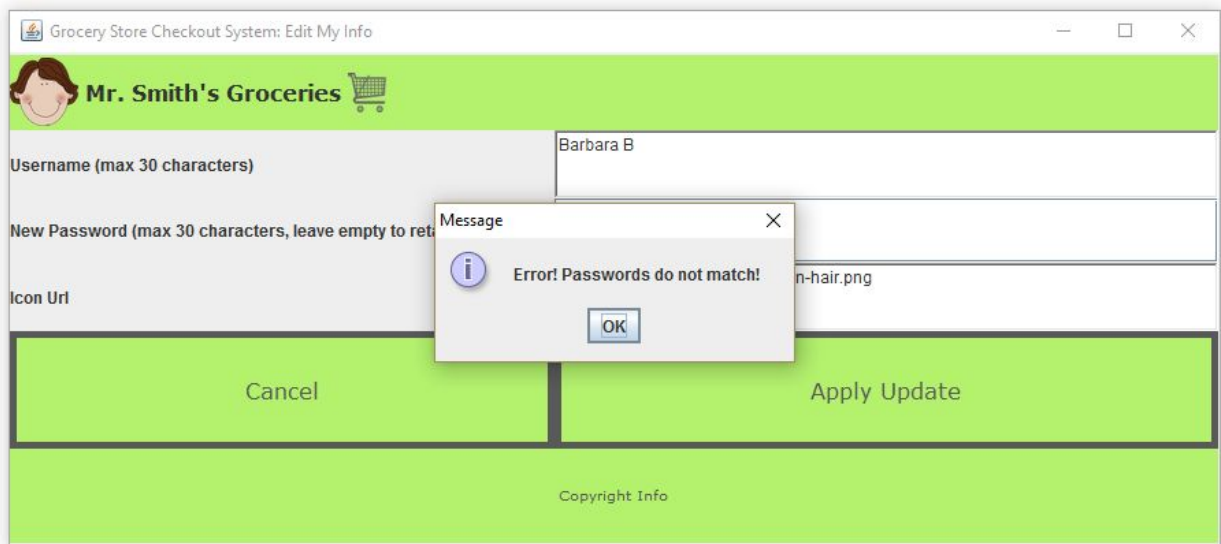 Grocery Store Checkout System: Edit My Info
Mr. Smith's Groceries
Username (max 30 characters)
Barbara B
New Password (max 30 characters, leave empty to
Message
Error! Passwords do not match!
OK
Icon Url
n-hair.png
Cancel
Apply Update
Copyright Info